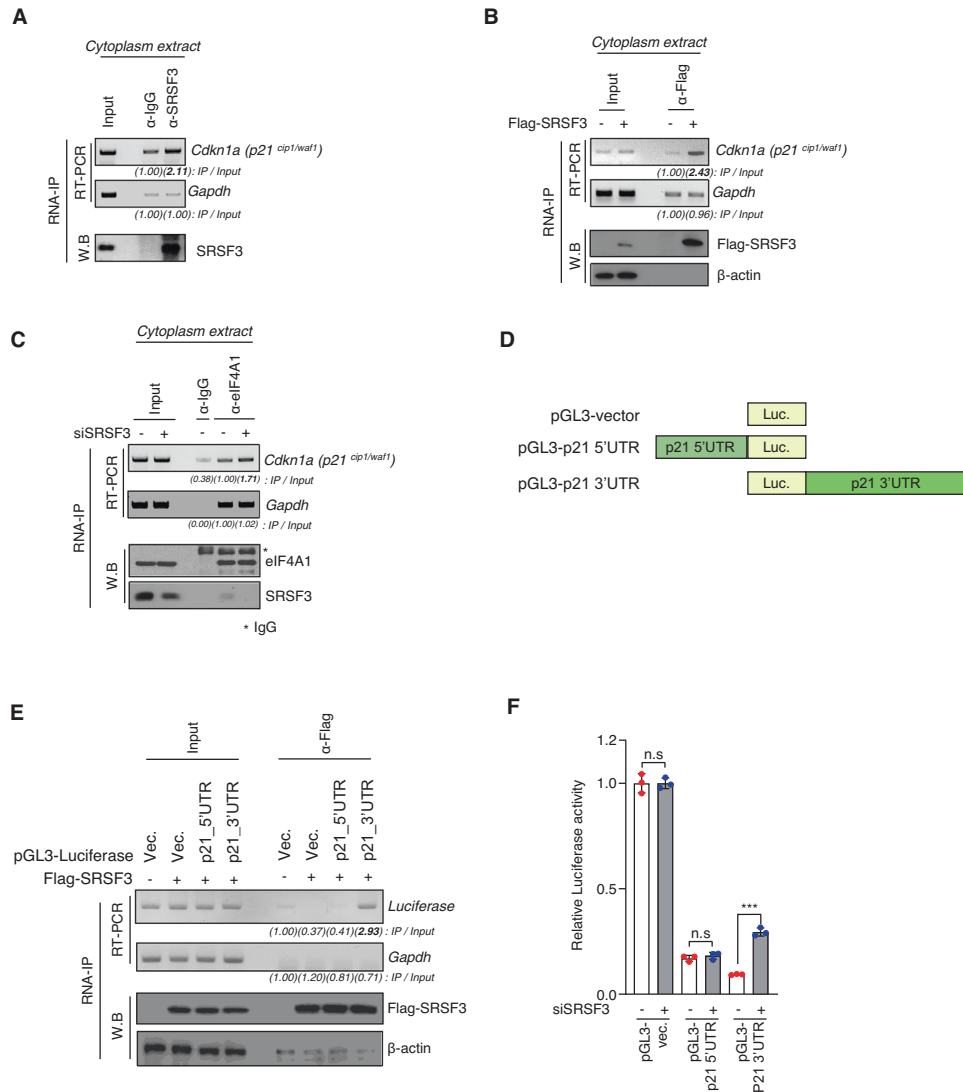 A
Cytoplasm extract
Input
α-IgG
α-SRSF3
RNA-IP
RT-PCR
Cdkn1a (p21 cip1/waf1)
(1.00)(2.11): IP / Input
Gapdh
(1.00)(1.00): IP / Input
W.B
SRSF3
B
Cytoplasm extract
Input
α-Flag
Flag-SRSF3 - + - +
RNA-IP
RT-PCR
Cdkn1a (p21 cip1/waf1)
(1.00)(2.43): IP / Input
Gapdh
(1.00)(0.96): IP / Input
W.B
Flag-SRSF3
β-actin
C
Cytoplasm extract
Input
α-IgG
α-eIF4A1
siSRSF3 - + - - +
RNA-IP
RT-PCR
Cdkn1a (p21 cip1/waf1)
(0.38)(1.00)(1.71) : IP / Input
Gapdh
(0.00)(1.00)(1.02) : IP / Input
W.B
*
eIF4A1
SRSF3
* IgG
D
pGL3-vector Luc.
pGL3-p21 5'UTR p21 5'UTR Luc.
pGL3-p21 3'UTR Luc. p21 3'UTR
E
Input
α-Flag
pGL3-Luciferase Vec. Vec. p21_5'UTR p21_3'UTR Vec. Vec. p21_5'UTR p21_3'UTR
Flag-SRSF3 - + + + - + + +
RNA-IP
RT-PCR
Luciferase
(1.00)(0.37)(0.41)(2.93) : IP / Input
Gapdh
(1.00)(1.20)(0.81)(0.71) : IP / Input
W.B
Flag-SRSF3
β-actin
F
Relative Luciferase activity
1.2
1.0
0.5
0.0
n.s
n.s
***
siSRSF3 - + - + - +
pGL3-
vec.
pGL3-
p21 5'UTR
pGL3-
P21 3'UTR